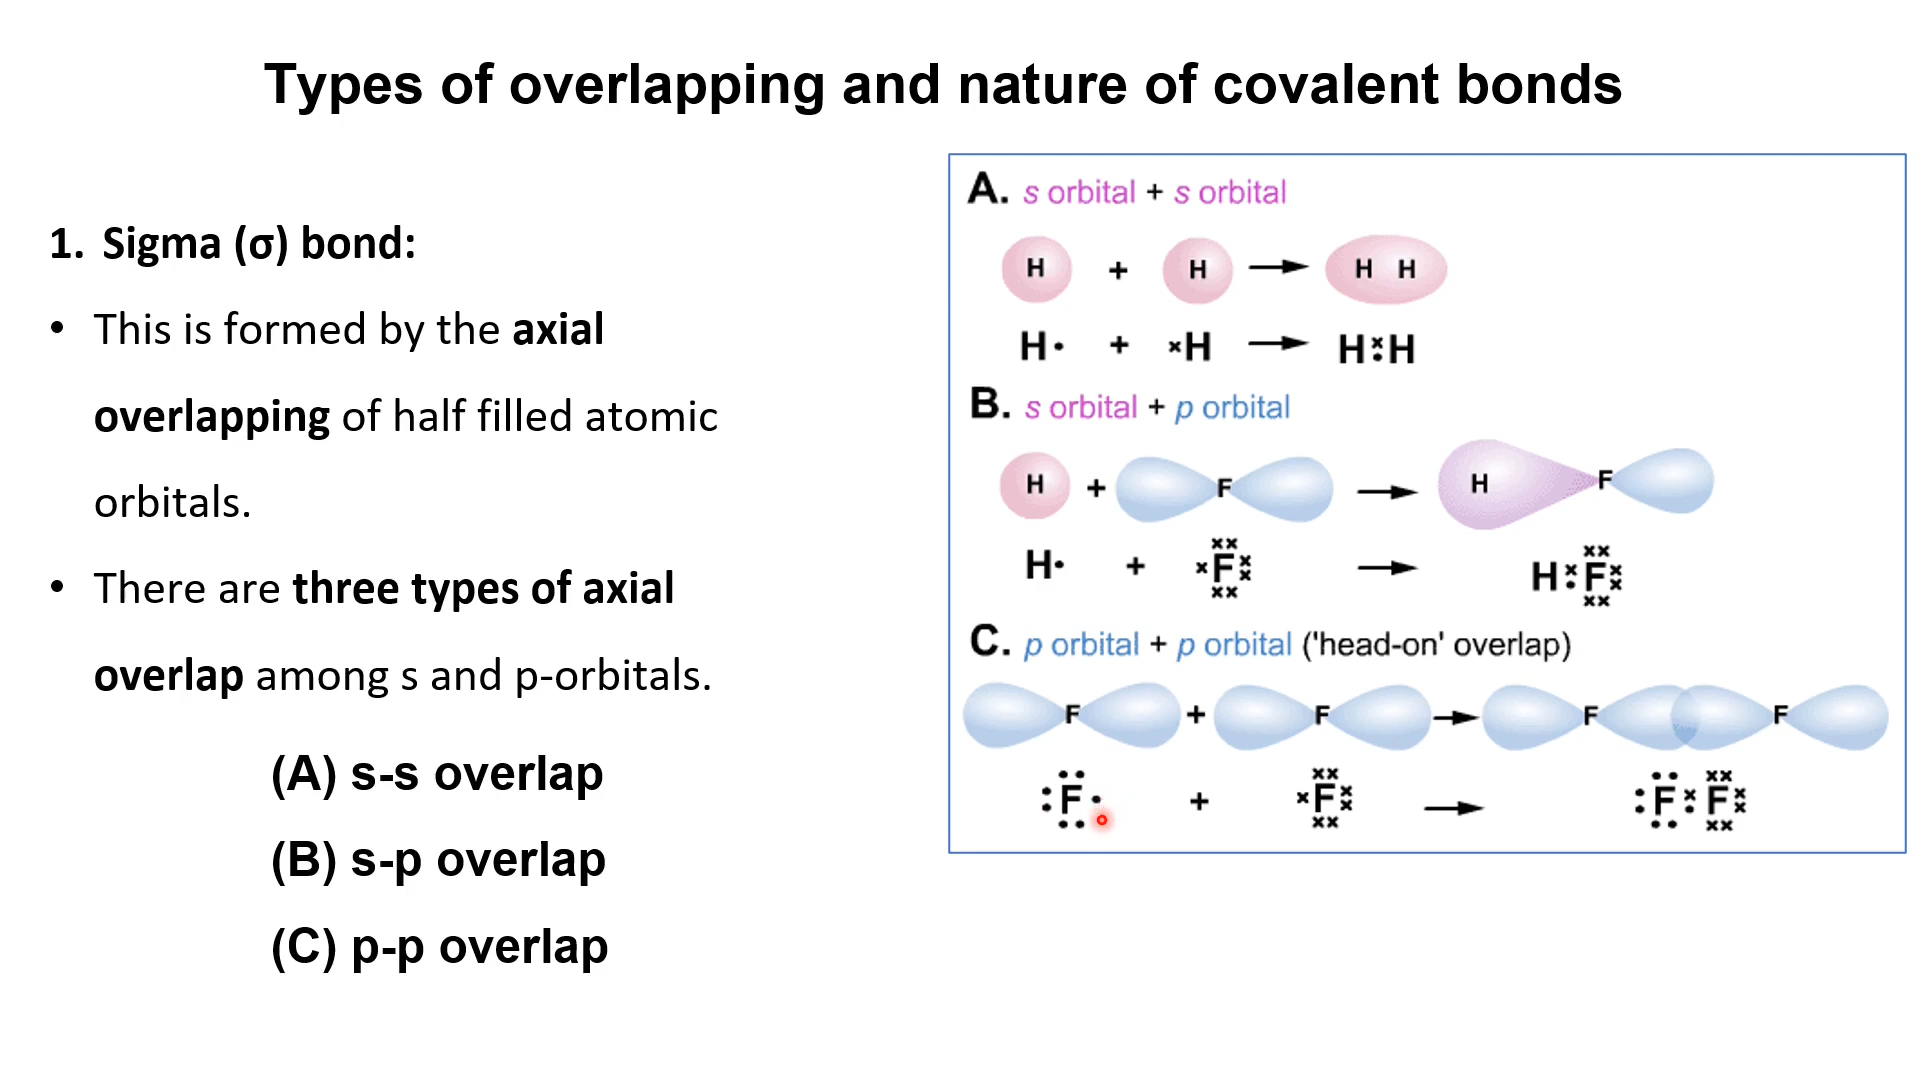 Types of overlapping and nature of covalent bonds
1. Sigma (σ) bond:
• This is formed by the axial
overlapping of half filled atomic
orbitals.
• There are three types of axial
overlap among s and p-orbitals.
(A) s-s overlap
(B) s-p overlap
(C) p-p overlap
A. s orbital + s orbital
H + H → H H
H• + ×H → H×•H
B. s orbital + p orbital
H + F → H F
H• + F → H F
C. p orbital + p orbital ('head-on' overlap)
F + F → F F
F + F → F F